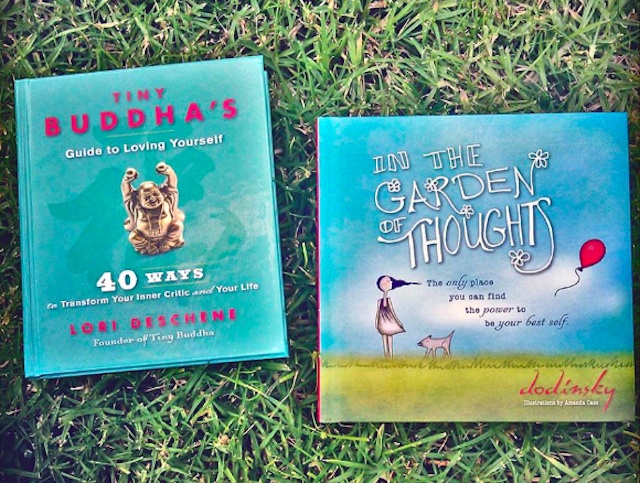 TINY
BUDDHA'S
Guide to Loving Yourself
40 WAYS
to Transform Your Inner Critic and Your Life
LORI DESCHENE
Founder of Tiny Buddha
IN THE
GARDEN
OF
THOUGHTS
The only place
you can find
the power to
be your best self.
dodinsky
Illustrations by Amanda Cass